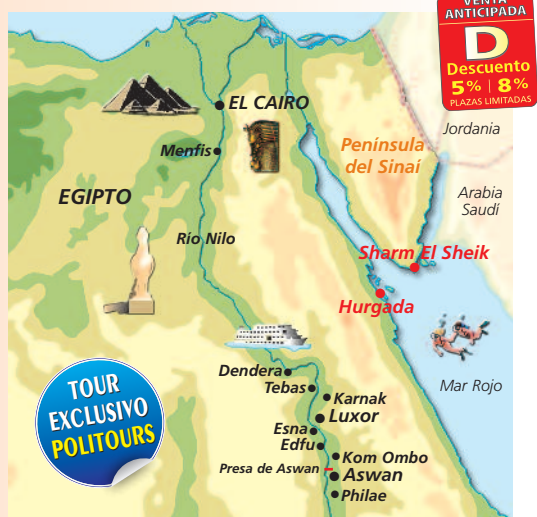 VENTA
ANTICIPADA
D
Descuento
5% | 8%
PLAZAS LIMITADAS
EL CAIRO
Menfis
Península
del Sinaí
Jordania
EGIPTO
Arabia
Saudí
Río Nilo
Sharm El Sheik
Hurgada
Dendera
Tebas
Karnak
Luxor
Mar Rojo
TOUR
EXCLUSIVO
POLITOURS
Esna
Edfu
Kom Ombo
Presa de Aswan
Aswan
Philae